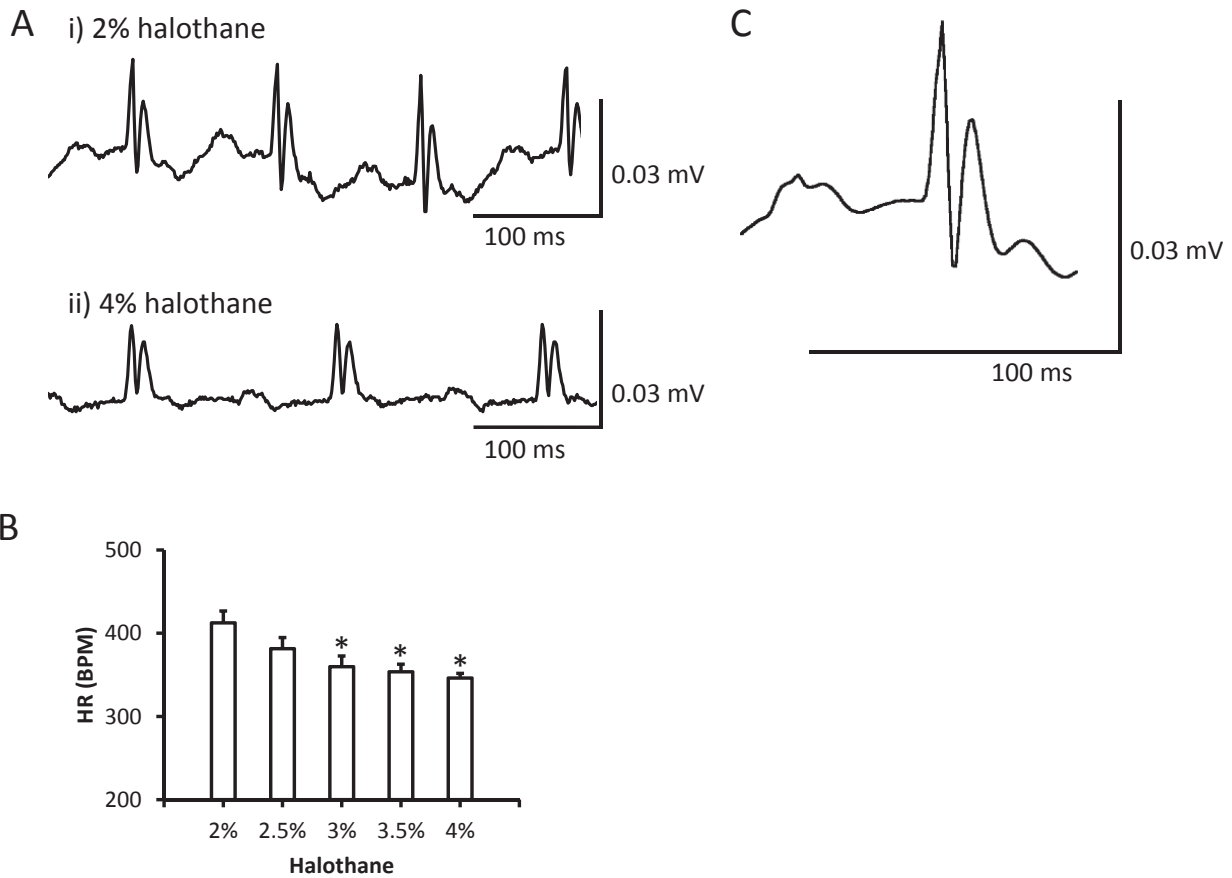 A
i) 2% halothane
0.03 mV
100 ms
ii) 4% halothane
0.03 mV
100 ms
C
0.03 mV
100 ms
B
500
400
300
200
HR (BPM)
* * *
2% 2.5% 3% 3.5% 4%
Halothane